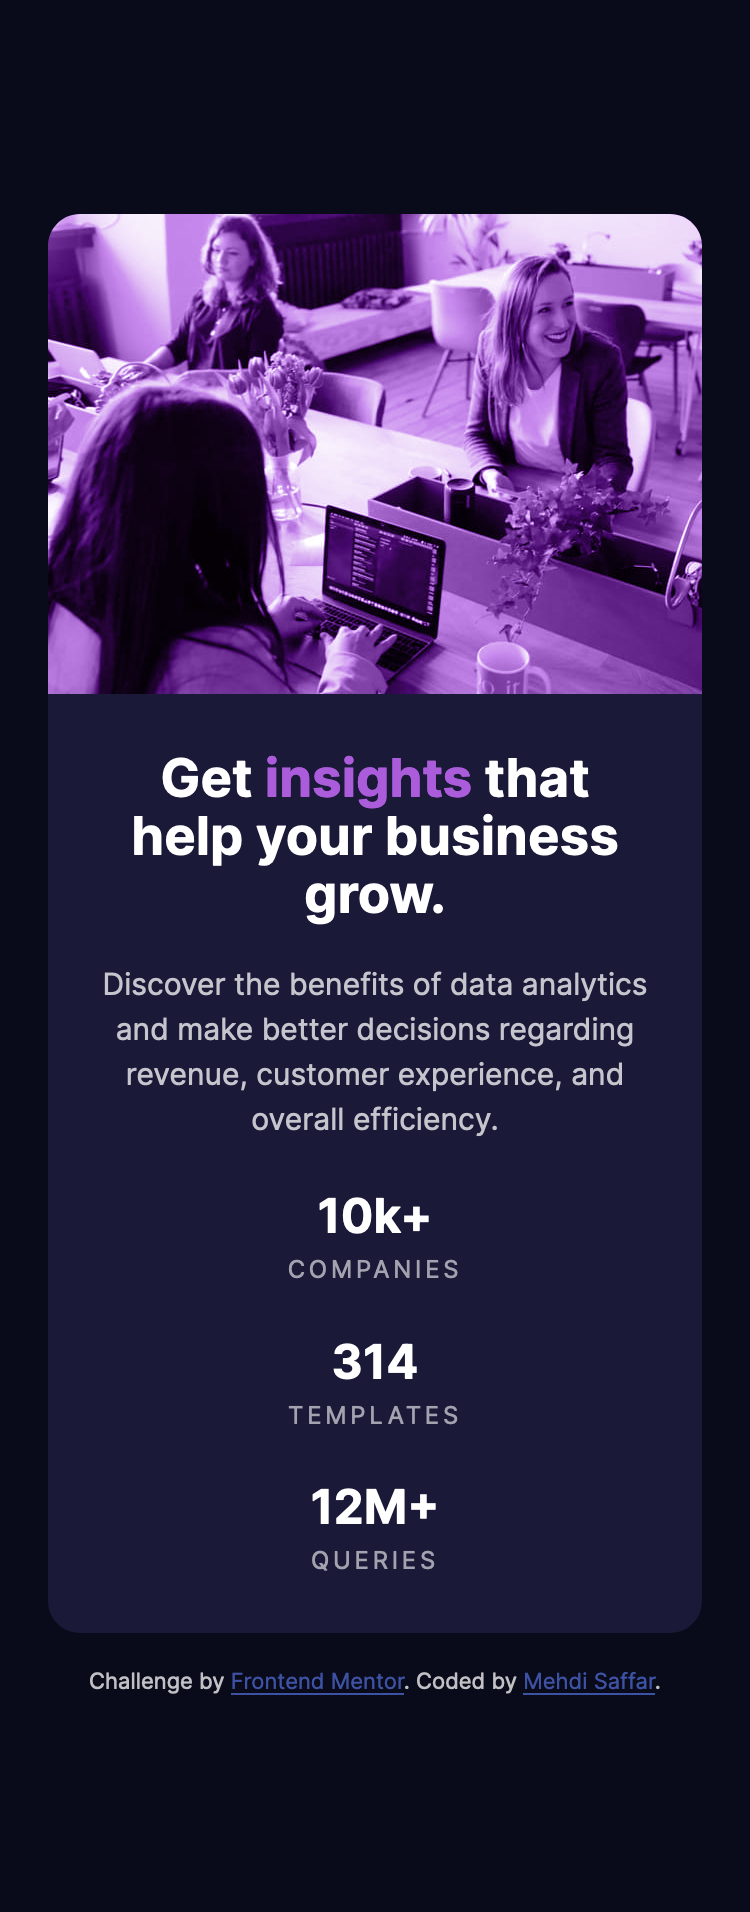 Get insights that
help your business
grow.
Discover the benefits of data analytics
and make better decisions regarding
revenue, customer experience, and
overall efficiency.
10k+
COMPANIES
314
TEMPLATES
12M+
QUERIES
Challenge by Frontend Mentor. Coded by Mehdi Saffar.